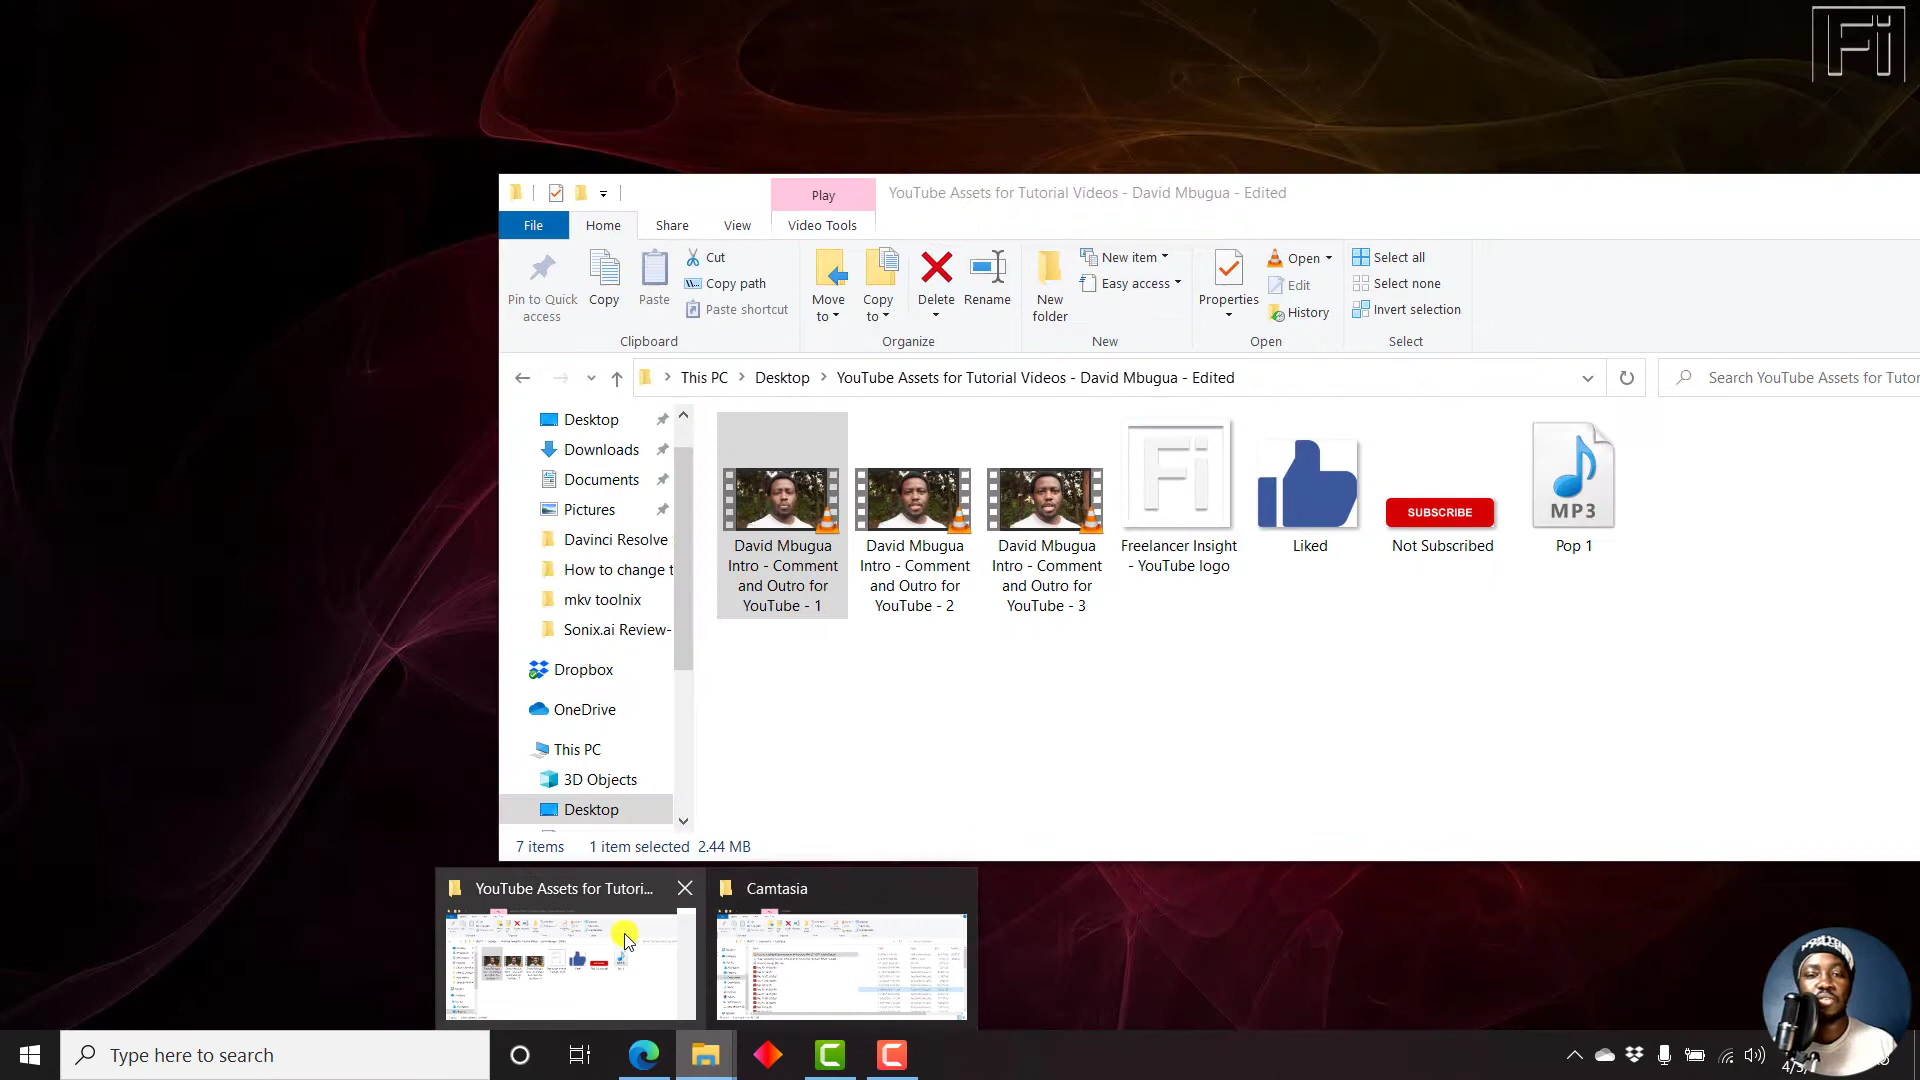 Fi
Play
YouTube Assets for Tutorial Videos - David Mbugua - Edited
File
Home
Share
View
Video Tools
Pin to Quick
access
Copy
Paste
Cut
Copy path
Paste shortcut
Clipboard
Move
to
Copy
to
Delete
Rename
Organize
New
folder
New item
Easy access
New
Properties
Open
Edit
History
Open
Select all
Select none
Invert selection
Select
This PC
Desktop
YouTube Assets for Tutorial Videos - David Mbugua - Edited
Search YouTube Assets for Tutor
Desktop
Downloads
Documents
Pictures
Davinci Resolve
How to change t
mkv toolnix
Sonix.ai Review-
Dropbox
OneDrive
This PC
3D Objects
Desktop
David Mbugua
Intro - Comment
and Outro for
YouTube - 1
David Mbugua
Intro - Comment
and Outro for
YouTube - 2
David Mbugua
Intro - Comment
and Outro for
YouTube - 3
Fi
Freelancer Insight
- YouTube logo
Liked
SUBSCRIBE
Not Subscribed
MP3
Pop 1
7 items
1 item selected
2.44 MB
YouTube Assets for Tutori...
Camtasia
Type here to search